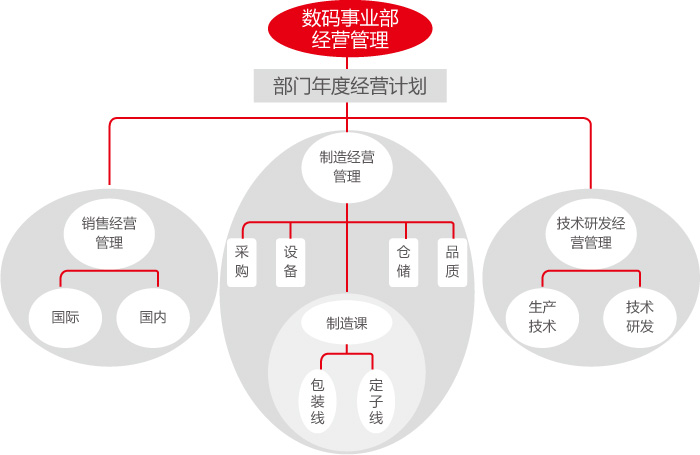 数码事业部
经营管理
部门年度经营计划
制造经营
管理
销售经营
管理
技术研发经
营管理
采
购
设
备
仓
储
品
质
国际
国内
生产
技术
技术
研发
制造课
包
装
线
定
子
线